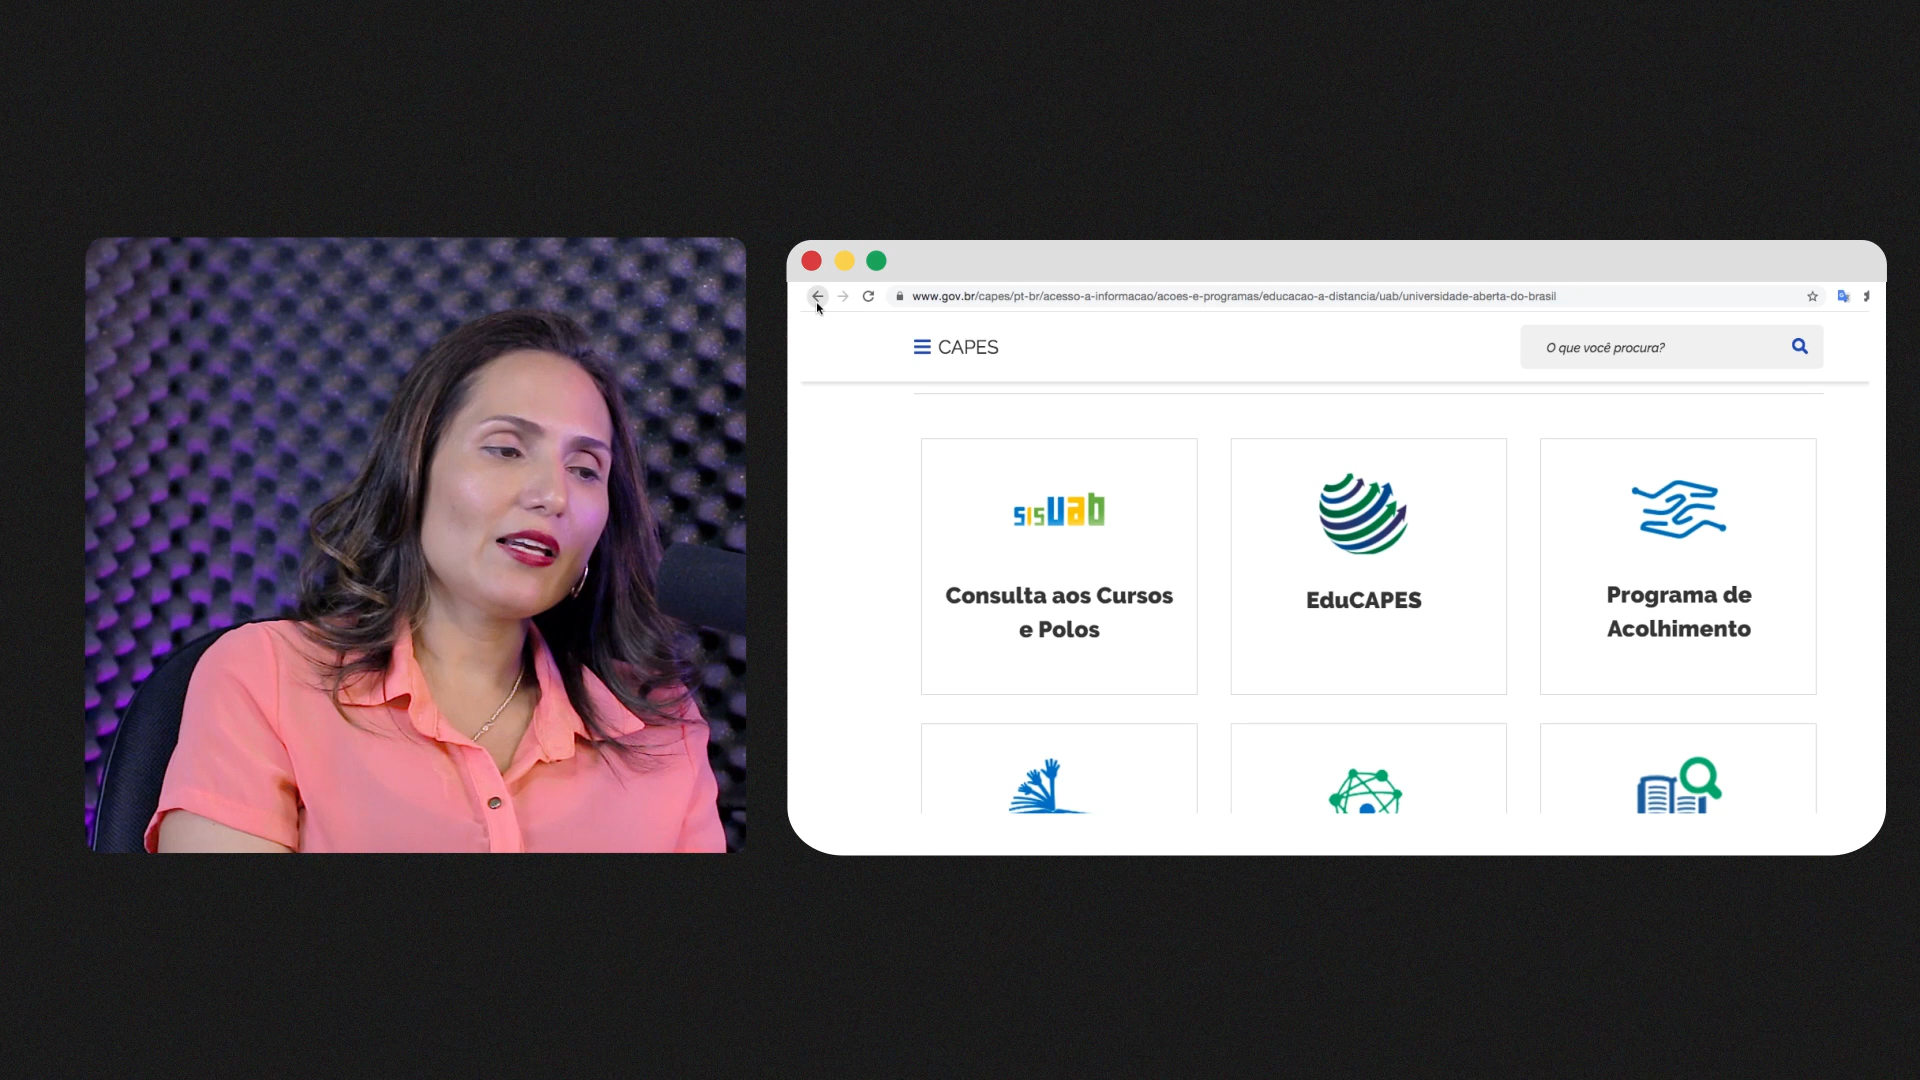 www.gov.br/capes/pt-br/acesso-a-informacao/acoes-e-programas/educacao-a-distancia/uab/universidade-aberta-do-brasil
CAPES
O que você procura?
sisuab
Consulta aos Cursos
e Polos
EduCAPES
Programa de
Acolhimento